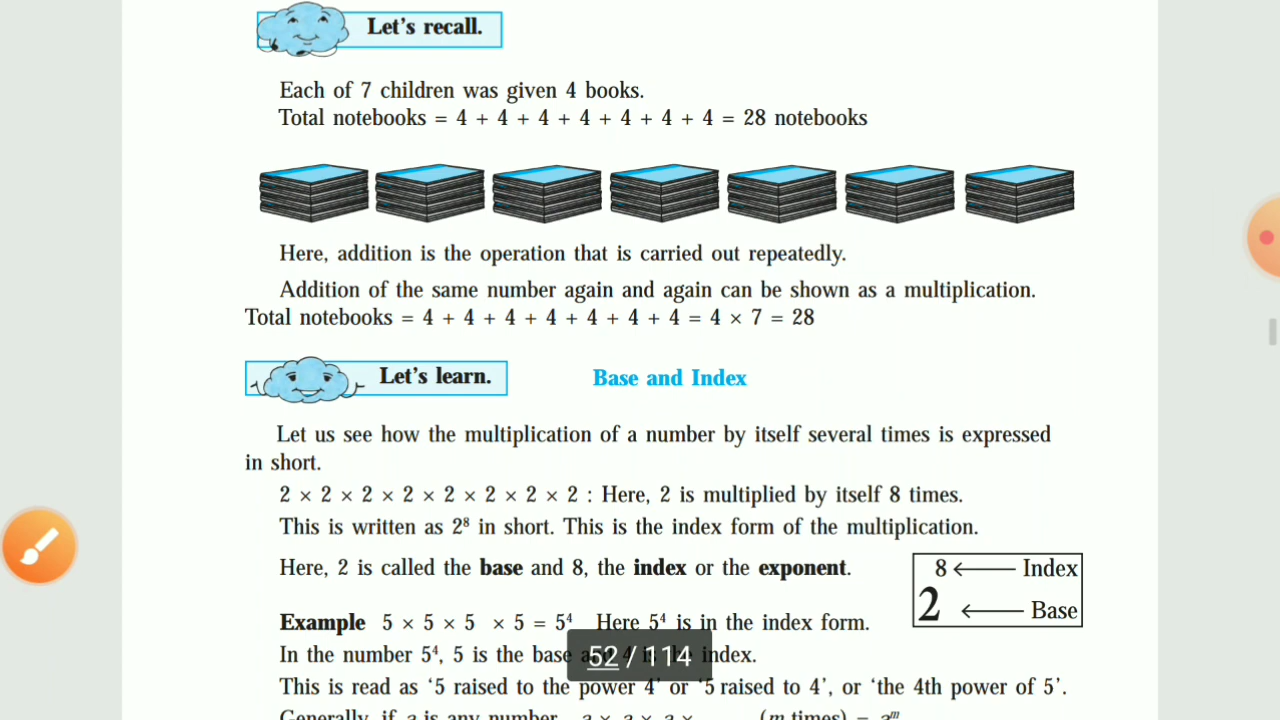 Let's recall.
Each of 7 children was given 4 books.
Total notebooks = 4 + 4 + 4 + 4 + 4 + 4 + 4 = 28 notebooks
Here, addition is the operation that is carried out repeatedly.
Addition of the same number again and again can be shown as a multiplication.
Total notebooks = 4 + 4 + 4 + 4 + 4 + 4 + 4 = 4 × 7 = 28
Let's learn.
Base and Index
Let us see how the multiplication of a number by itself several times is expressed
in short.
2 × 2 × 2 × 2 × 2 × 2 × 2 × 2 : Here, 2 is multiplied by itself 8 times.
This is written as 2⁸ in short. This is the index form of the multiplication.
Here, 2 is called the base and 8, the index or the exponent.
8 ← Index
2 ← Base
Example 5 × 5 × 5 × 5 = 5⁴ Here 5⁴ is in the index form.
In the number 5⁴, 5 is the base index.
52 / 114
This is read as '5 raised to the power 4' or '5 raised to 4', or 'the 4th power of 5'.
Generally, if a is any number, a × a × a × (m times) = aᵐ